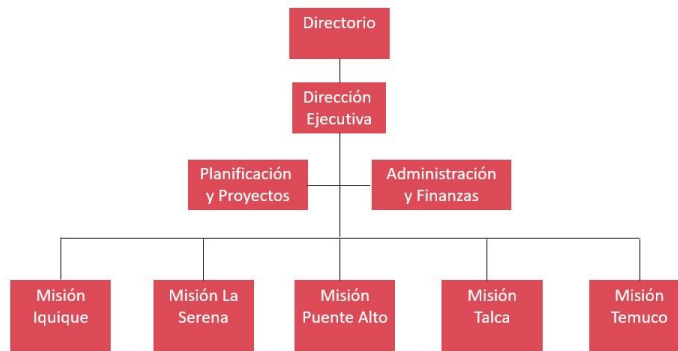 Directorio
Dirección
Ejecutiva
Planificación
y Proyectos
Administración
y Finanzas
Misión
Iquique
Misión La
Serena
Misión
Puente Alto
Misión
Talca
Misión
Temuco